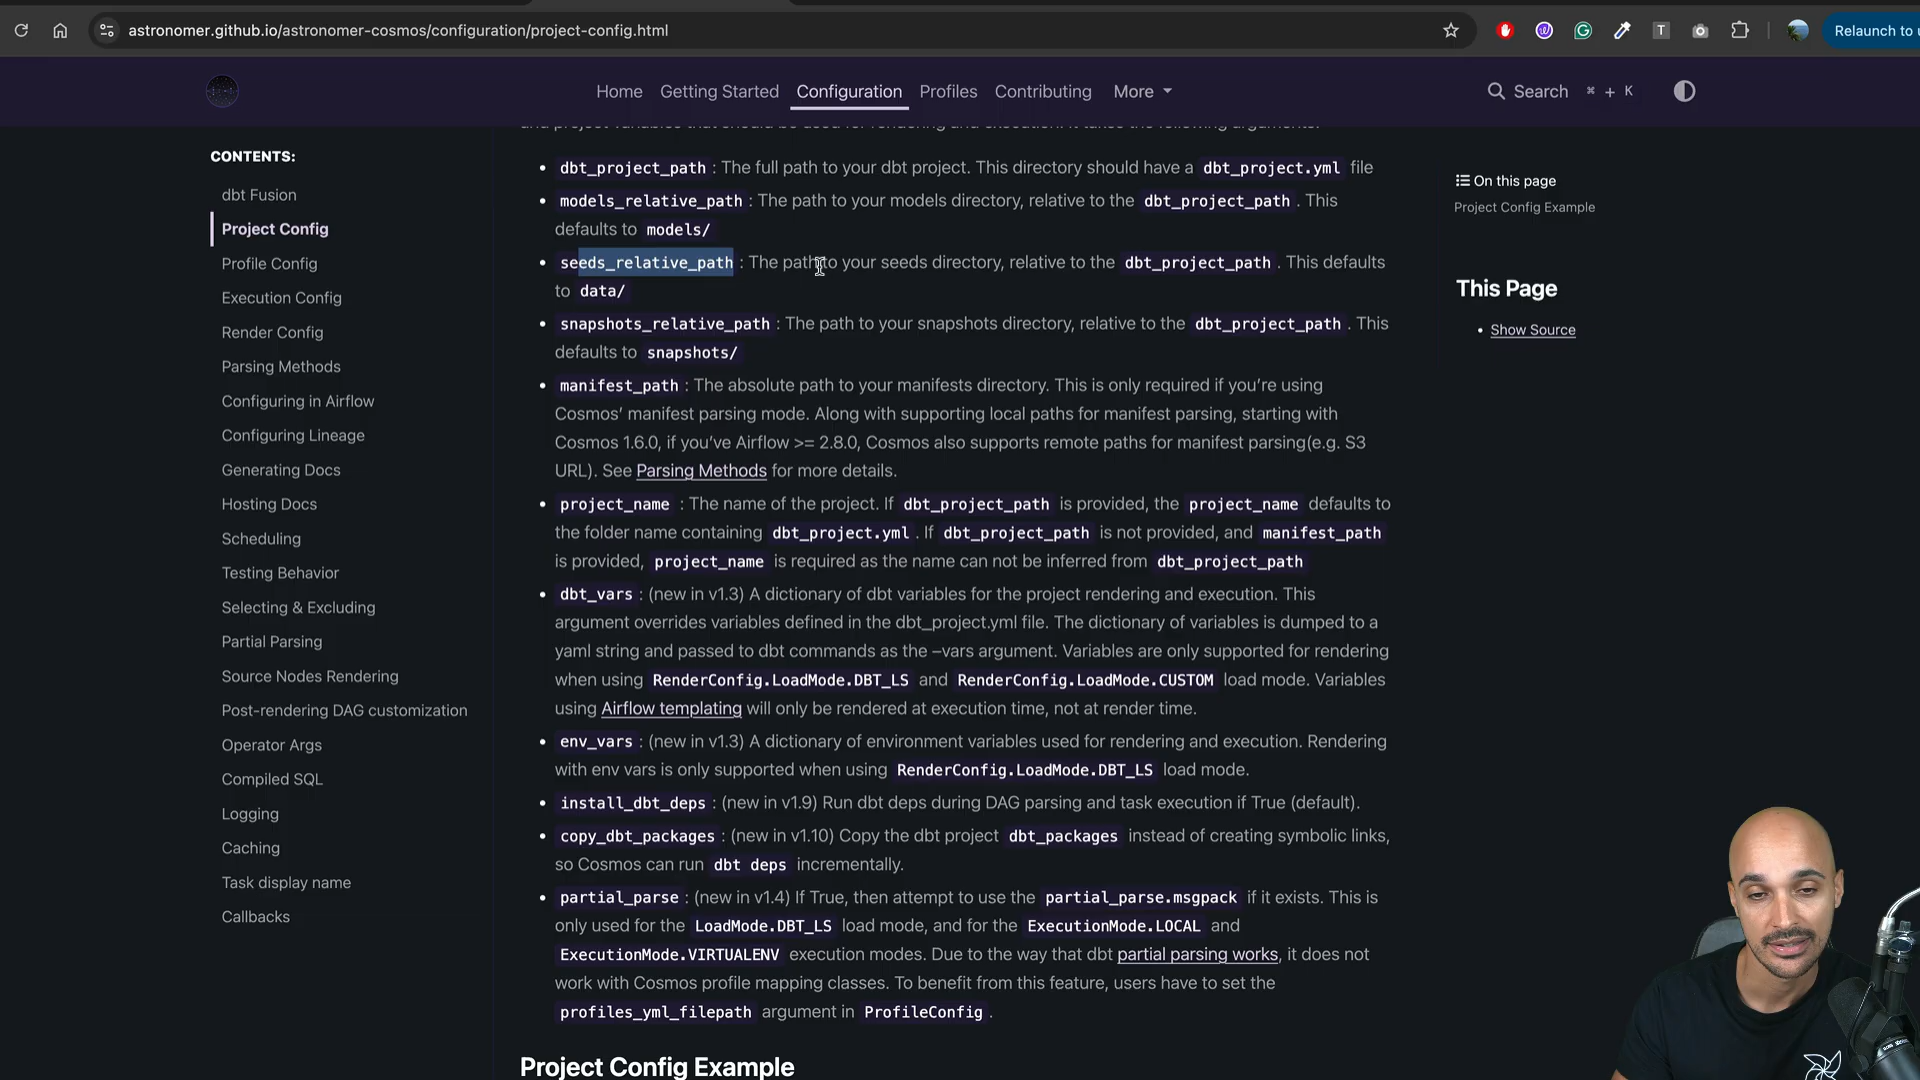 astronomer.github.io/astronomer-cosmos/configuration/project-config.html
T
Relaunch to u
Home Getting Started Configuration Profiles Contributing More
Search ⌘ + K
and project variables that should be used for rendering and execution. It takes the following arguments:
CONTENTS:
dbt Fusion
Project Config
Profile Config
Execution Config
Render Config
Parsing Methods
Configuring in Airflow
Configuring Lineage
Generating Docs
Hosting Docs
Scheduling
Testing Behavior
Selecting & Excluding
Partial Parsing
Source Nodes Rendering
Post-rendering DAG customization
Operator Args
Compiled SQL
Logging
Caching
Task display name
Callbacks
• dbt_project_path : The full path to your dbt project. This directory should have a dbt_project.yml file
• models_relative_path : The path to your models directory, relative to the dbt_project_path . This
defaults to models/
• seeds_relative_path : The path to your seeds directory, relative to the dbt_project_path . This defaults
to data/
• snapshots_relative_path : The path to your snapshots directory, relative to the dbt_project_path . This
defaults to snapshots/
• manifest_path : The absolute path to your manifests directory. This is only required if you’re using
Cosmos’ manifest parsing mode. Along with supporting local paths for manifest parsing, starting with
Cosmos 1.6.0, if you’ve Airflow >= 2.8.0, Cosmos also supports remote paths for manifest parsing(e.g. S3
URL). See Parsing Methods for more details.
• project_name : The name of the project. If dbt_project_path is provided, the project_name defaults to
the folder name containing dbt_project.yml . If dbt_project_path is not provided, and manifest_path
is provided, project_name is required as the name can not be inferred from dbt_project_path
• dbt_vars : (new in v1.3) A dictionary of dbt variables for the project rendering and execution. This
argument overrides variables defined in the dbt_project.yml file. The dictionary of variables is dumped to a
yaml string and passed to dbt commands as the –vars argument. Variables are only supported for rendering
when using RenderConfig.LoadMode.DBT_LS and RenderConfig.LoadMode.CUSTOM load mode. Variables
using Airflow templating will only be rendered at execution time, not at render time.
• env_vars : (new in v1.3) A dictionary of environment variables used for rendering and execution. Rendering
with env vars is only supported when using RenderConfig.LoadMode.DBT_LS load mode.
• install_dbt_deps : (new in v1.9) Run dbt deps during DAG parsing and task execution if True (default).
• copy_dbt_packages : (new in v1.10) Copy the dbt project dbt_packages instead of creating symbolic links,
so Cosmos can run dbt deps incrementally.
• partial_parse : (new in v1.4) If True, then attempt to use the partial_parse.msgpack if it exists. This is
only used for the LoadMode.DBT_LS load mode, and for the ExecutionMode.LOCAL and
ExecutionMode.VIRTUALENV execution modes. Due to the way that dbt partial parsing works, it does not
work with Cosmos profile mapping classes. To benefit from this feature, users have to set the
profiles_yml_filepath argument in ProfileConfig .
Project Config Example
On this page
Project Config Example
This Page
• Show Source